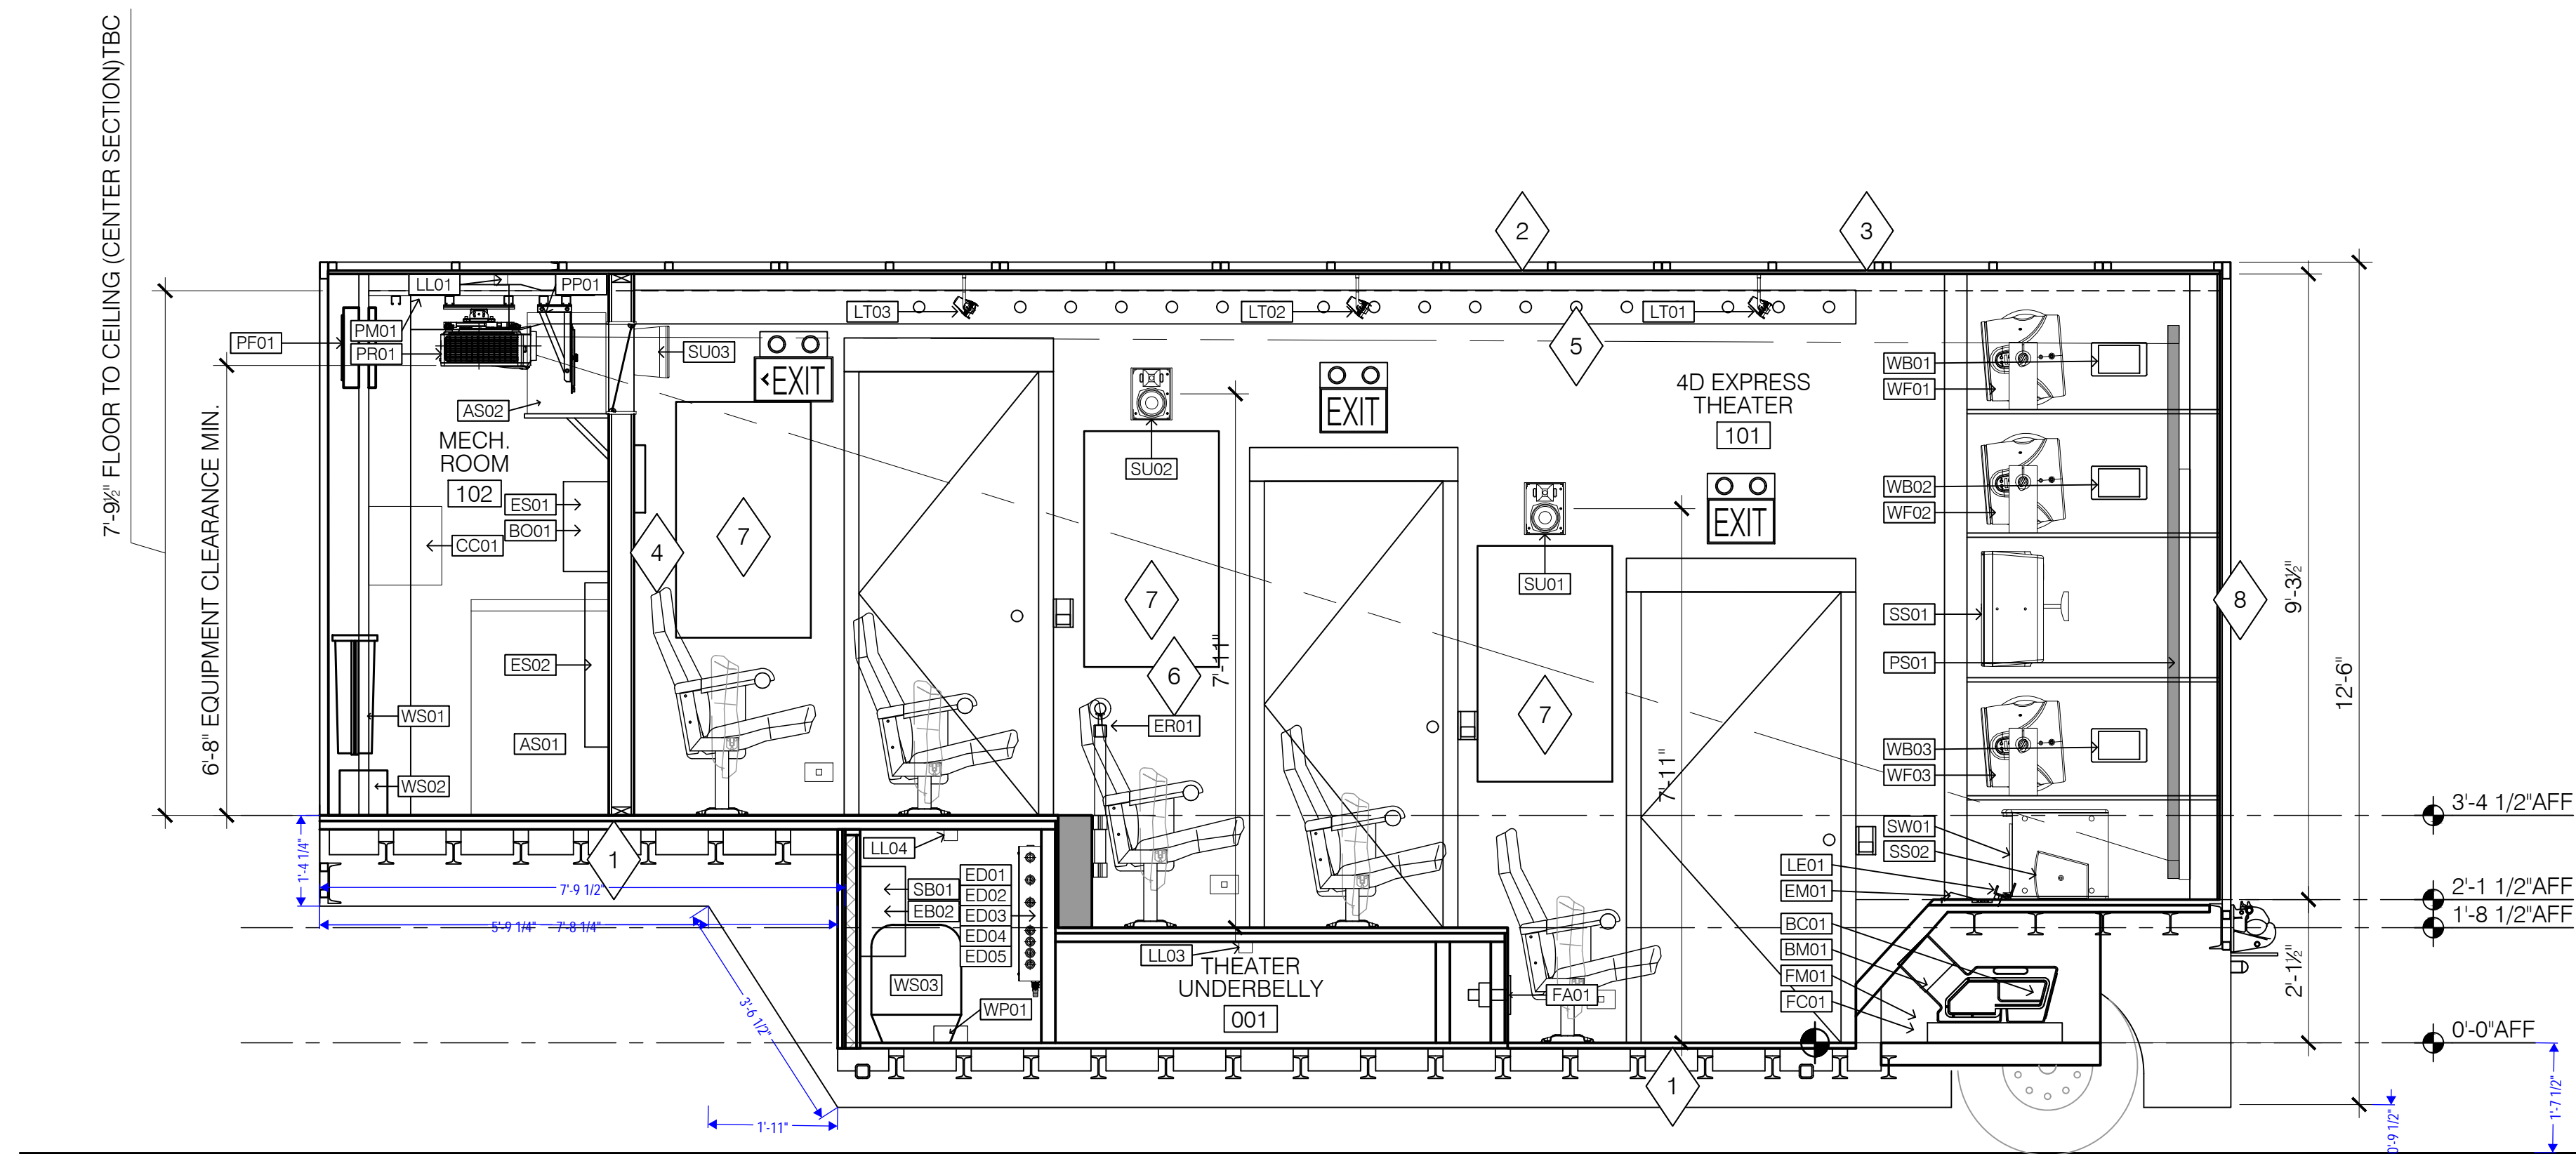 7'-9½" FLOOR TO CEILING (CENTER SECTION)TBC
6'-8" EQUIPMENT CLEARANCE MIN.
2
3
LL01
PP01
PM01
PF01
PR01
LT03
LT02
LT01
SU03
<EXIT
5
EXIT
4D EXPRESS
THEATER
101
WB01
WF01
AS02
MECH.
ROOM
102
SU02
EXIT
WB02
WF02
ES01
BO01
CC01
4
7
7
SU01
8
9'-3½"
SS01
ES02
6
7'-11"
PS01
12'-6"
WS01
AS01
ER01
7
WB03
WF03
WS02
7'-11"
3'-4 1/2"AFF
1'-4 1/4"
1
LL04
SW01
SS02
7'-9 1/2"
SB01
EB02
ED01
ED02
ED03
ED04
ED05
LE01
EM01
2'-1 1/2"AFF
1'-8 1/2"AFF
5'-9 1/4"
7'-8 1/4"
BC01
BM01
FM01
FC01
LL03
THEATER
UNDERBELLY
001
FA01
WS03
WP01
3'-6 1/2"
2'-1½"
0'-0"AFF
1
1'-11"
0'-9 1/2"
1'-7 1/2"